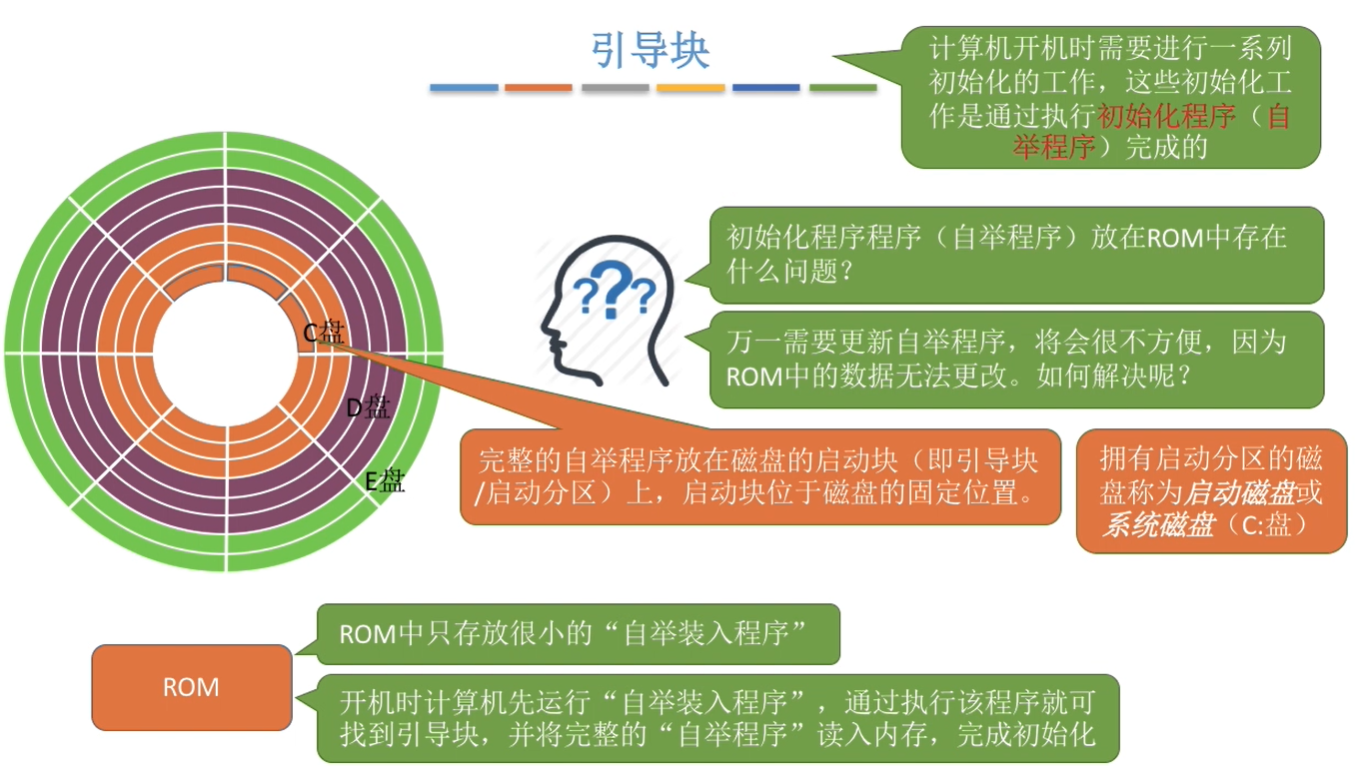 引导块
计算机开机时需要进行一系列
初始化的工作，这些初始化工
作是通过执行初始化程序（自
举程序）完成的
初始化程序程序（自举程序）放在ROM中存在
什么问题？
万一需要更新自举程序，将会很不方便，因为
ROM中的数据无法更改。如何解决呢？
???
C盘
D盘
E盘
完整的自举程序放在磁盘的启动块（即引导块
/启动分区）上，启动块位于磁盘的固定位置。
拥有启动分区的磁
盘称为启动磁盘或
系统磁盘（C:盘）
ROM中只存放很小的“自举装入程序”
ROM
开机时计算机先运行“自举装入程序”，通过执行该程序就可
找到引导块，并将完整的“自举程序”读入内存，完成初始化